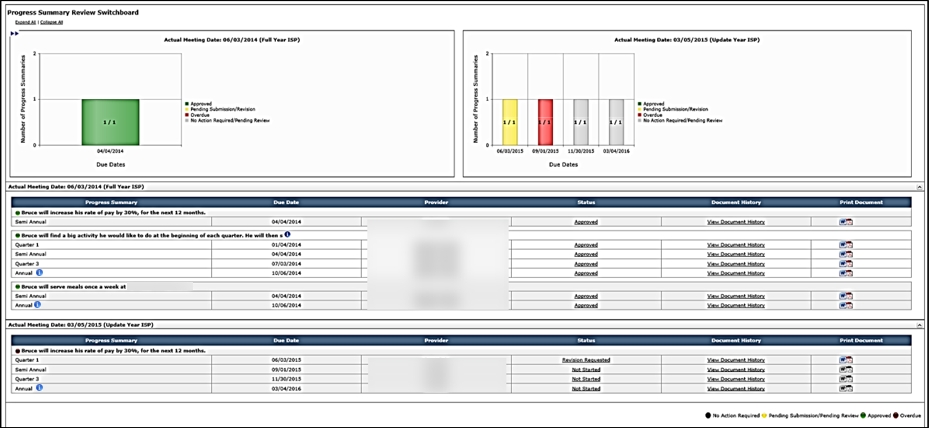 Progress Summary Review Switchboard
Expand All | Collapse All
Actual Meeting Date: 06/03/2014 (Full Year ISP)
Number of Progress Summaries
2
1
0
1 / 1
04/04/2014
Due Dates
Approved
Pending Submission/Revision
Overdue
No Action Required/Pending Review
Actual Meeting Date: 03/05/2015 (Update Year ISP)
Number of Progress Summaries
2
1
0
1 / 1 1 / 1 1 / 1 1 / 1
06/03/2015 09/01/2015 11/30/2015 03/04/2016
Due Dates
Approved
Pending Submission/Revision
Overdue
No Action Required/Pending Review
Actual Meeting Date: 06/03/2014 (Full Year ISP)
Progress Summary Due Date Provider Status Document History Print Document
Bruce will increase his rate of pay by 30%, for the next 12 months.
Semi Annual 04/04/2014 Approved View Document History
Bruce will find a big activity he would like to do at the beginning of each quarter. He will then s
Quarter 1 01/04/2014 Approved View Document History
Semi Annual 04/04/2014 Approved View Document History
Quarter 3 07/03/2014 Approved View Document History
Annual 10/06/2014 Approved View Document History
Bruce will serve meals once a week at
Semi Annual 04/04/2014 Approved View Document History
Annual 10/06/2014 Approved View Document History
Actual Meeting Date: 03/05/2015 (Update Year ISP)
Progress Summary Due Date Provider Status Document History Print Document
Bruce will increase his rate of pay by 30%, for the next 12 months.
Quarter 1 06/03/2015 Revision Requested View Document History
Semi Annual 09/01/2015 Not Started View Document History
Quarter 3 11/30/2015 Not Started View Document History
Annual 03/04/2016 Not Started View Document History
No Action Required Pending Submission/Pending Review Approved Overdue